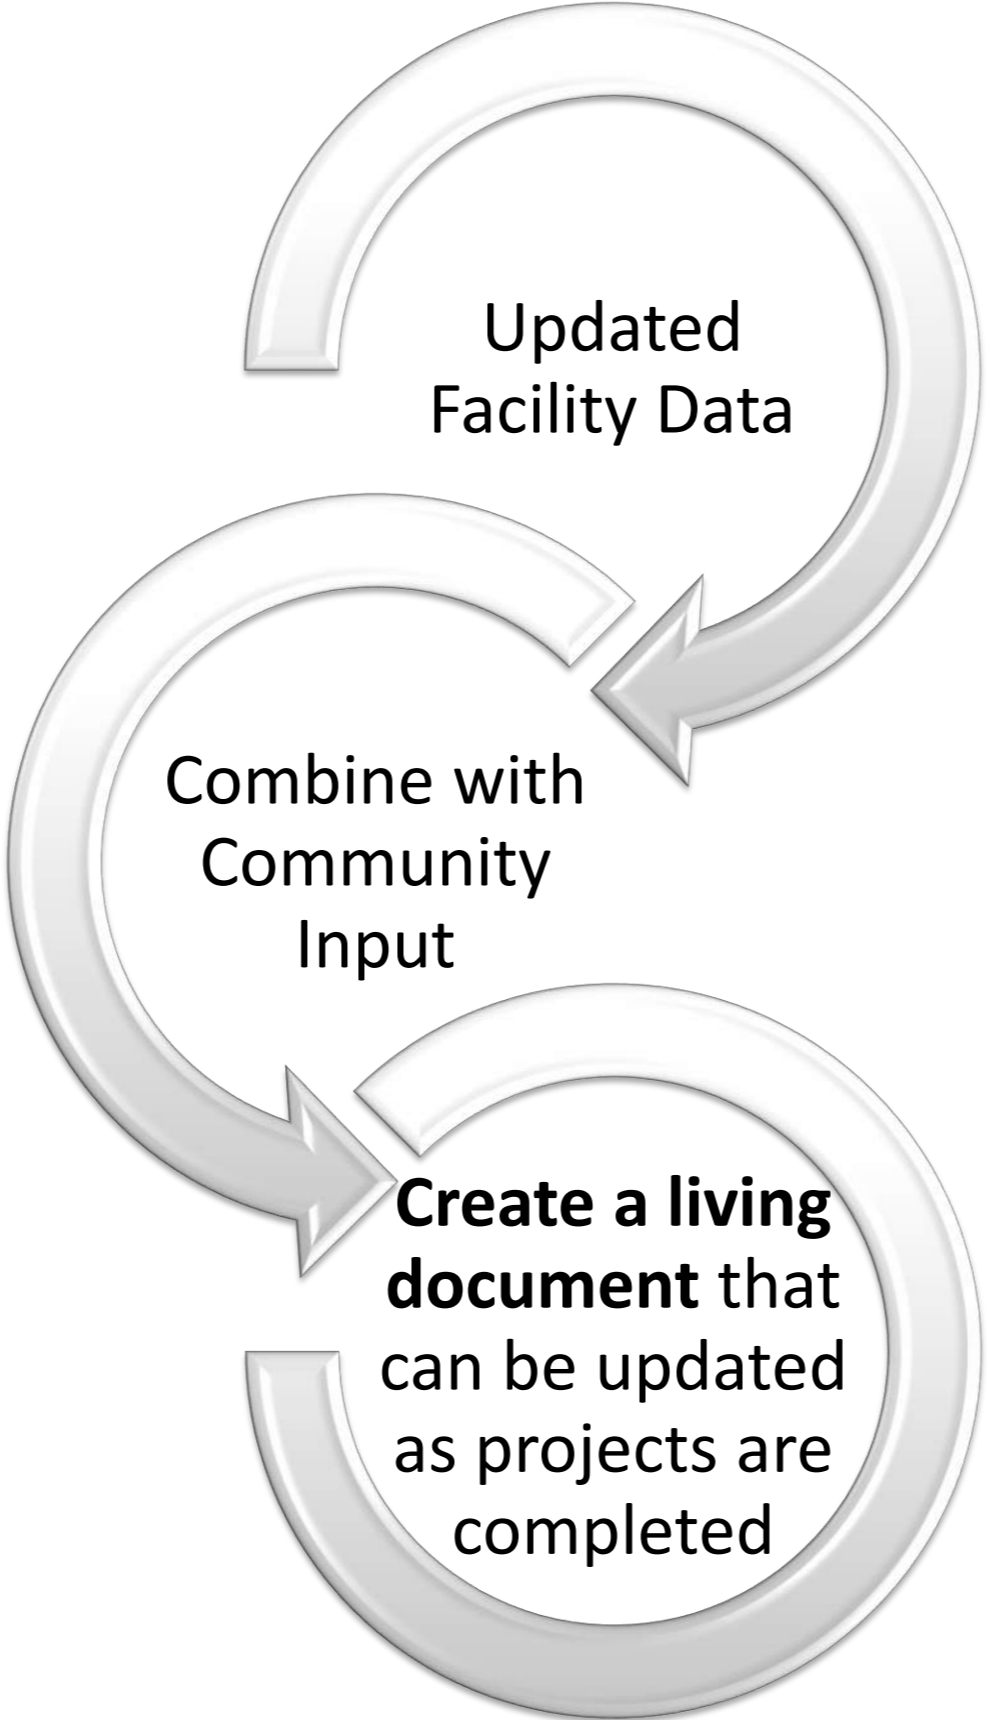 Updated
Facility Data
Combine with
Community
Input
Create a living
document that
can be updated
as projects are
completed